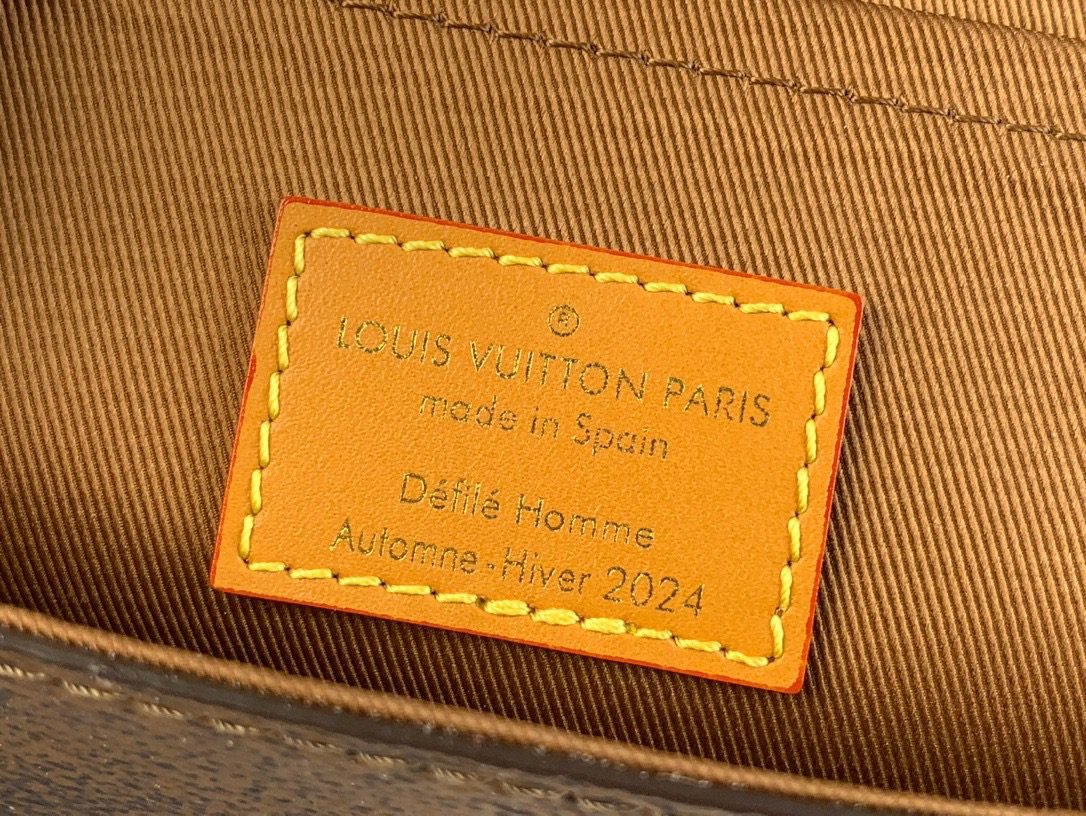 ®
LOUIS VUITTON PARIS
made in Spain
Défilé Homme
Automne-Hiver 2024